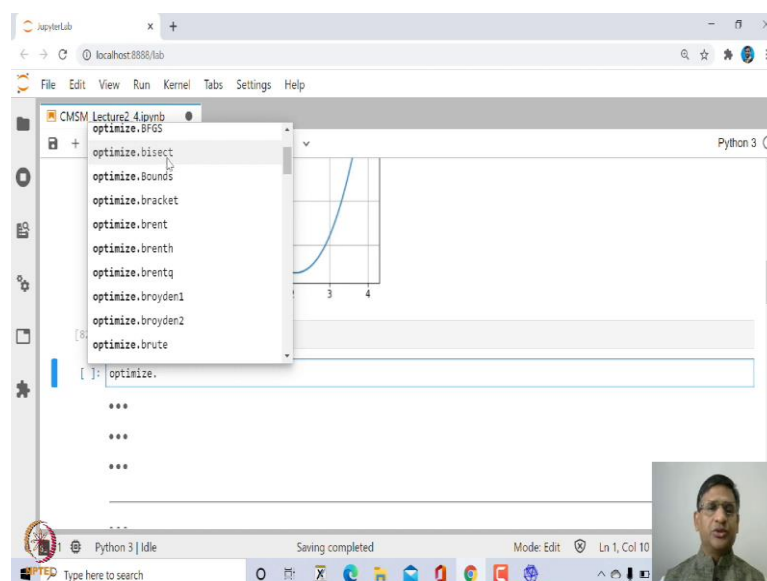 JupyterLab
localhost:8888/lab
File Edit View Run Kernel Tabs Settings Help
CMSM_Lecture2_4.ipynb
Python 3
optimize.BFGS
optimize.bisect
optimize.Bounds
optimize.bracket
optimize.brent
optimize.brenth
optimize.brentq
optimize.broyden1
optimize.broyden2
optimize.brute
3 4
[ ]: optimize.
1 Python 3 | Idle Saving completed Mode: Edit Ln 1, Col 10
Type here to search